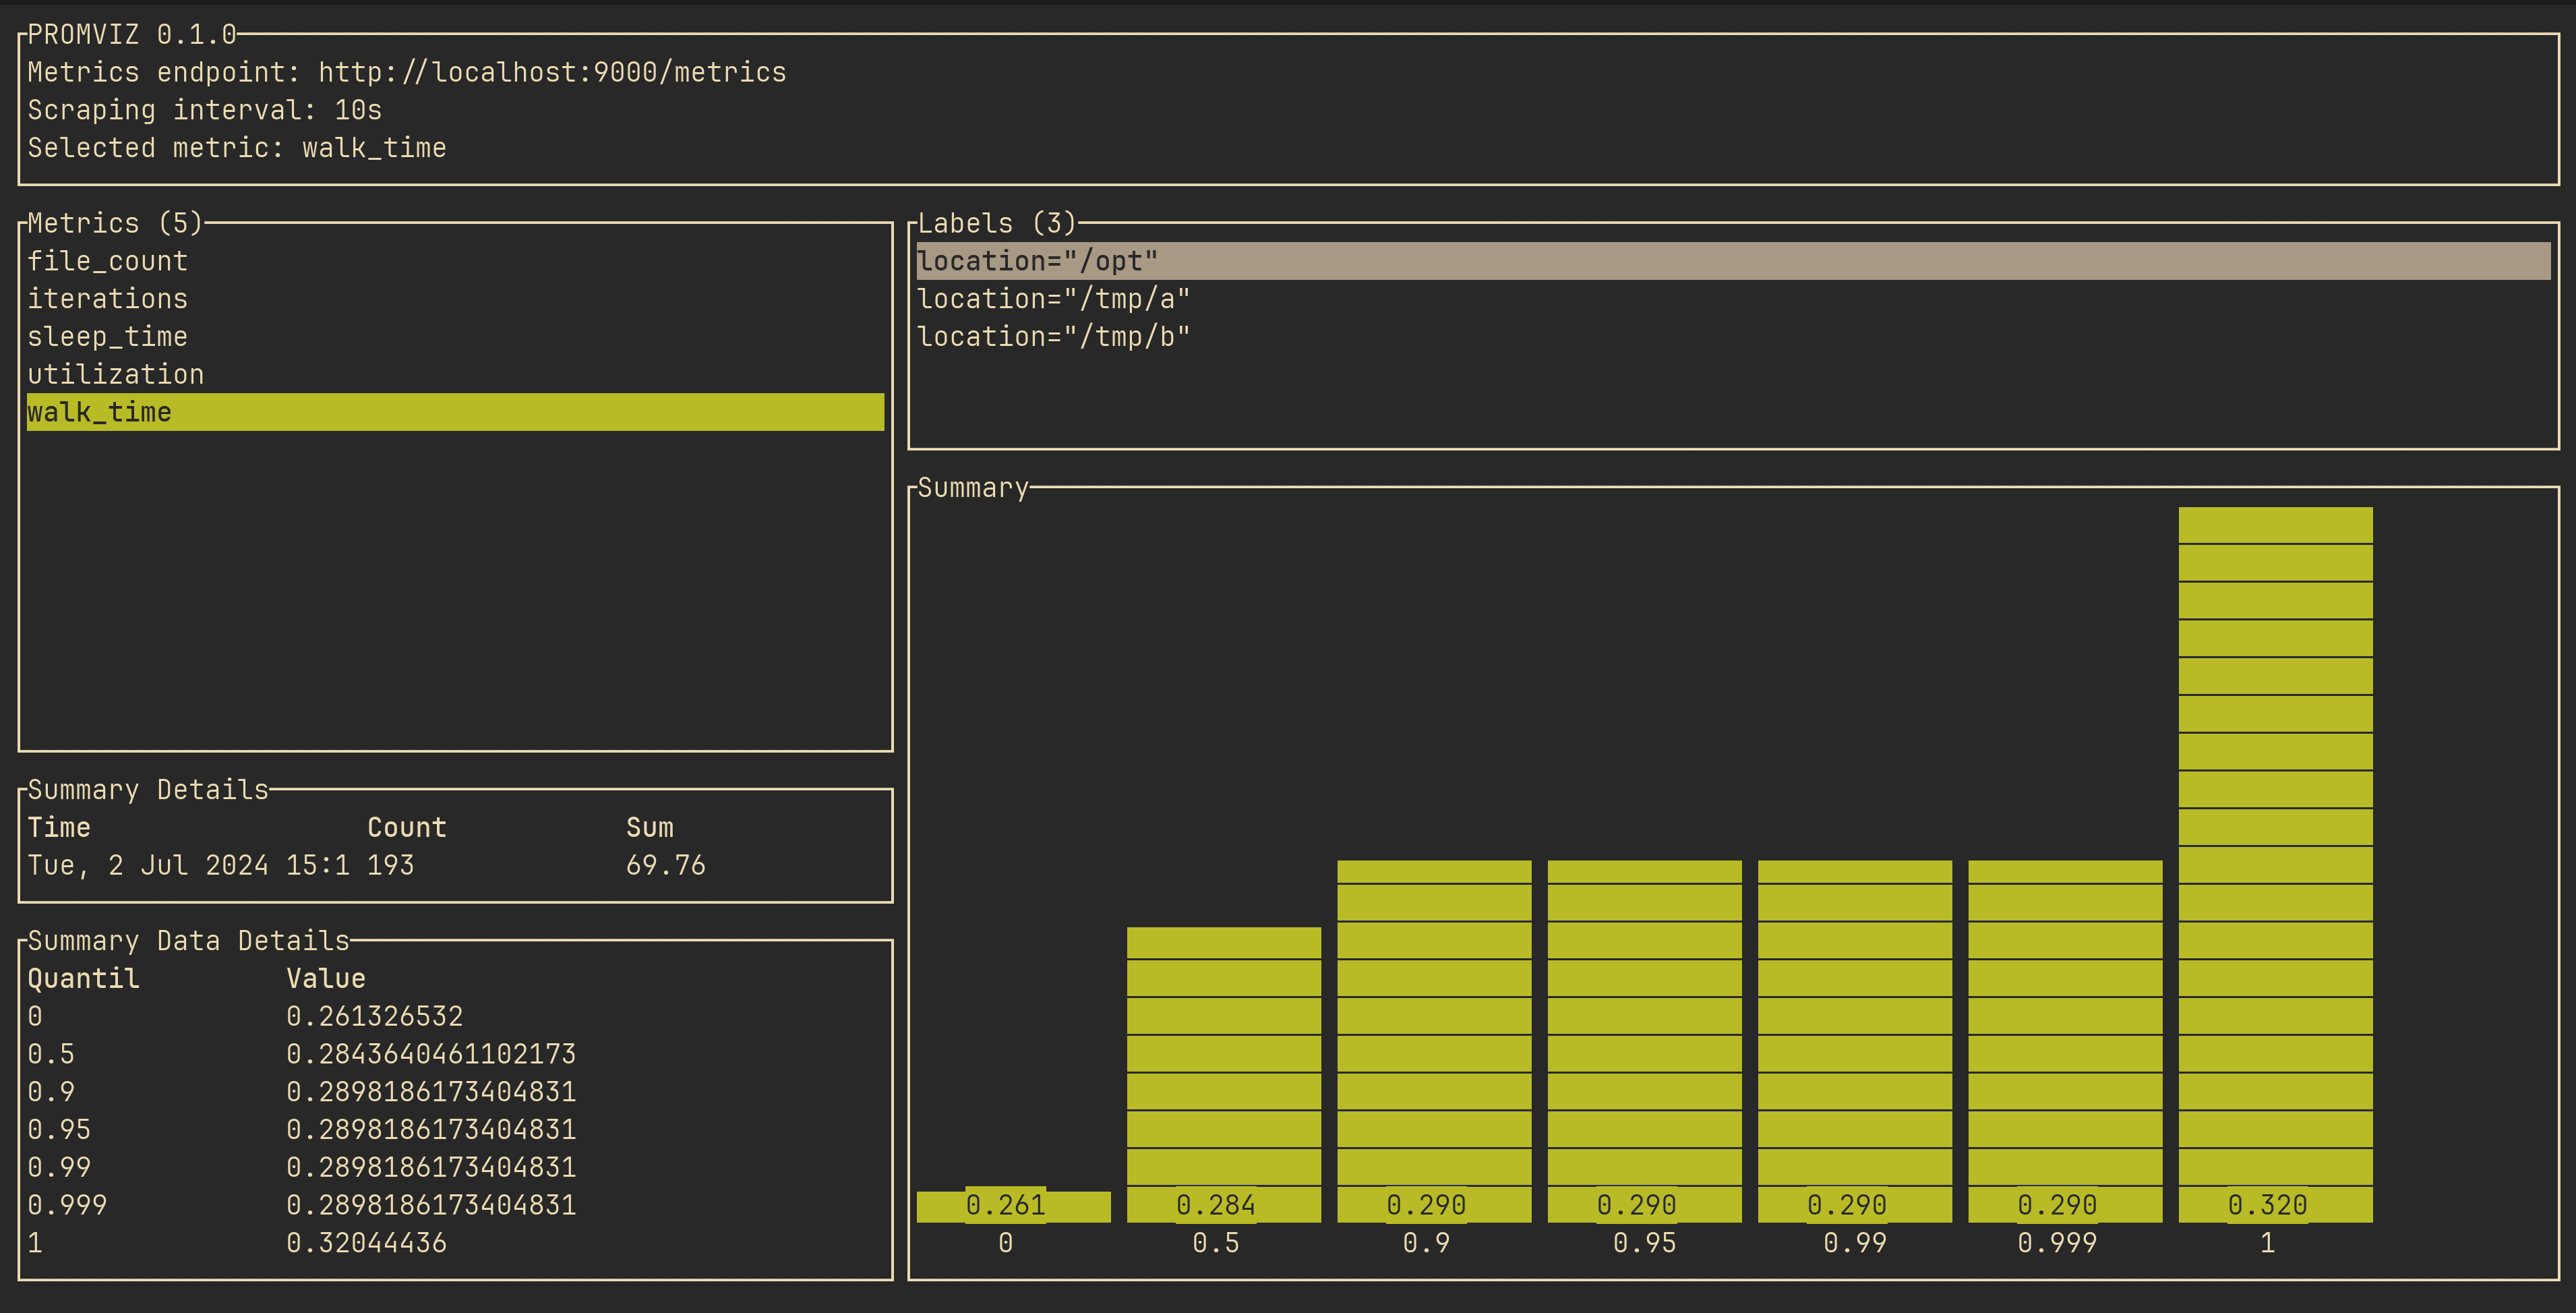 PROMVIZ 0.1.0
Metrics endpoint: http://localhost:9000/metrics
Scraping interval: 10s
Selected metric: walk_time
Metrics (5)
file_count
iterations
sleep_time
utilization
walk_time
Labels (3)
location="/opt"
location="/tmp/a"
location="/tmp/b"
Summary Details
Time Count Sum
Tue, 2 Jul 2024 15:1 193 69.76
Summary Data Details
Quantil Value
0 0.261326532
0.5 0.2843640461102173
0.9 0.2898186173404831
0.95 0.2898186173404831
0.99 0.2898186173404831
0.999 0.2898186173404831
1 0.32044436
Summary
0.261 0.284 0.290 0.290 0.290 0.290 0.320
0 0.5 0.9 0.95 0.99 0.999 1